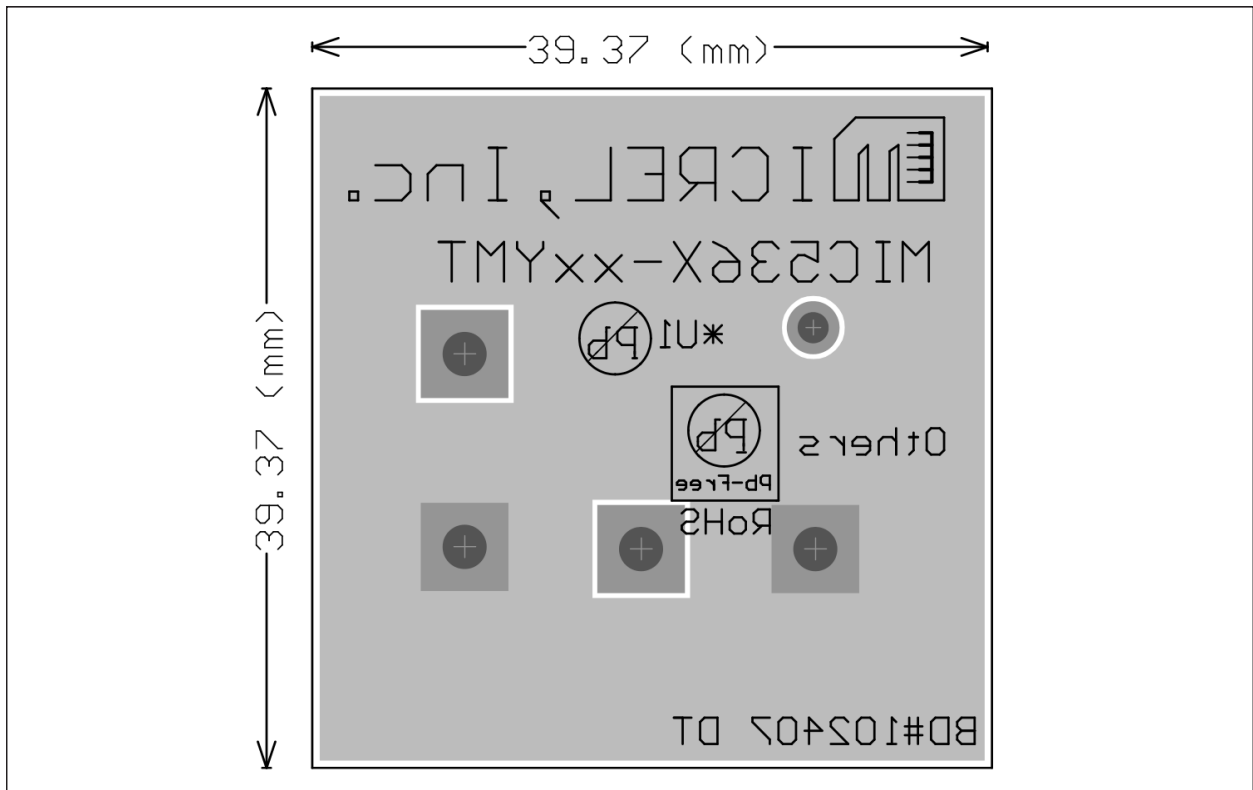 39.37 (mm)
39.37 (mm)
MICREL, Inc.
MIC536X-xxYMT
*U1 Pb
Others Pb
Pb-Free
RoHS
BD#102407 DT